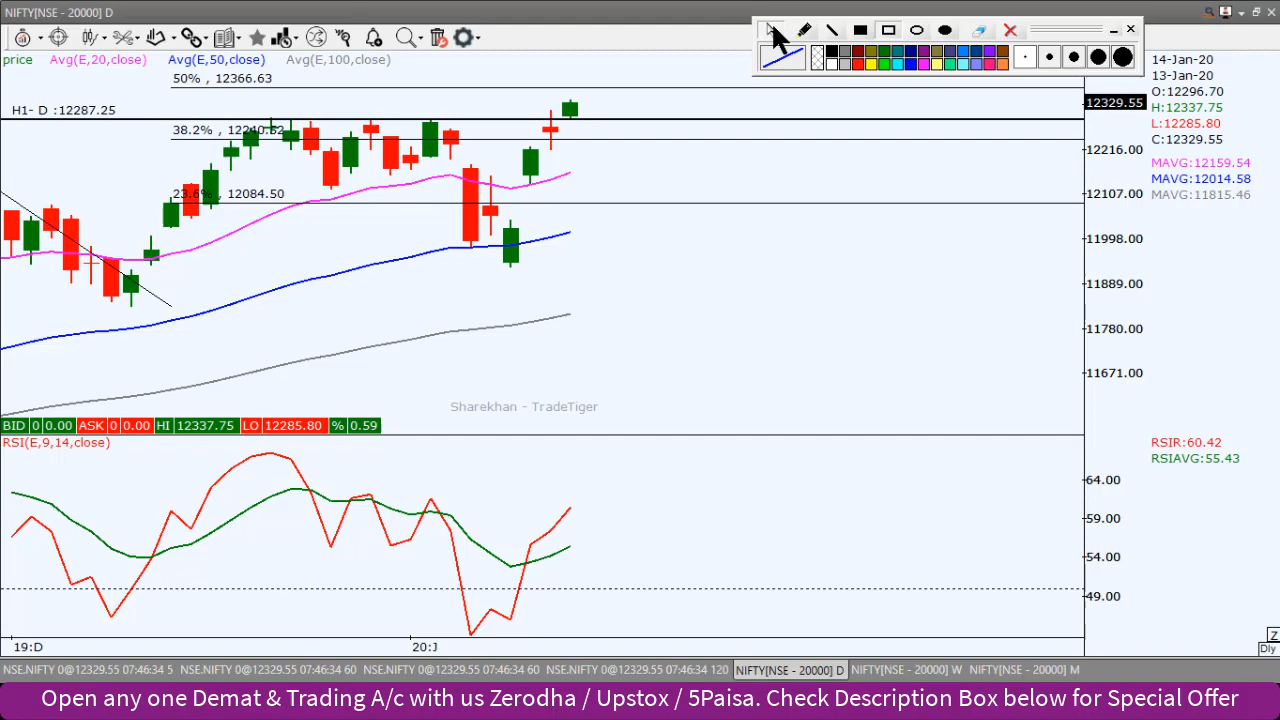 NIFTY[NSE - 20000] D
price Avg(E,20,close) Avg(E,50,close) Avg(E,100,close)
50% , 12366.63
H1- D :12287.25
38.2% , 12240.52
23.6% , 12084.50
14-Jan-20
13-Jan-20
O:12296.70
H:12337.75
L:12285.80
C:12329.55
MAVG:12159.54
MAVG:12014.58
MAVG:11815.46
12329.55
12216.00
12107.00
11998.00
11889.00
11780.00
11671.00
Sharekhan - TradeTiger
BID 0 0.00 ASK 0 0.00 HI 12337.75 LO 12285.80 % 0.59
RSI(E,9,14,close)
RSIR:60.42
RSIAVG:55.43
64.00
59.00
54.00
49.00
19:D 20:J
Z
Dly
NSE.NIFTY 0@12329.55 07:46:34 5 NSE.NIFTY 0@12329.55 07:46:34 60 NSE.NIFTY 0@12329.55 07:46:34 60 NSE.NIFTY 0@12329.55 07:46:34 120 NIFTY[NSE - 20000] D NIFTY[NSE - 20000] W NIFTY[NSE - 20000] M
Open any one Demat & Trading A/c with us Zerodha / Upstox / 5Paisa. Check Description Box below for Special Offer